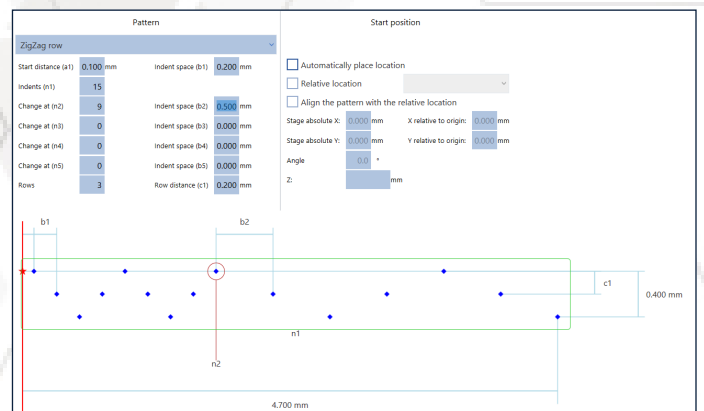 Pattern
Start position
ZigZag row
Start distance (a1) 0.100 mm Indent space (b1) 0.200 mm
Indents (n1) 15
Change at (n2) 9 Indent space (b2) 0.500 mm
Change at (n3) 0 Indent space (b3) 0.000 mm
Change at (n4) 0 Indent space (b4) 0.000 mm
Change at (n5) 0 Indent space (b5) 0.000 mm
Rows 3 Row distance (c1) 0.200 mm
Automatically place location
Relative location
Align the pattern with the relative location
Stage absolute X: 0.000 mm X relative to origin: 0.000 mm
Stage absolute Y: 0.000 mm Y relative to origin: 0.000 mm
Angle 0.0 °
Z: mm
b1 b2
c1
0.400 mm
n1
n2
4.700 mm